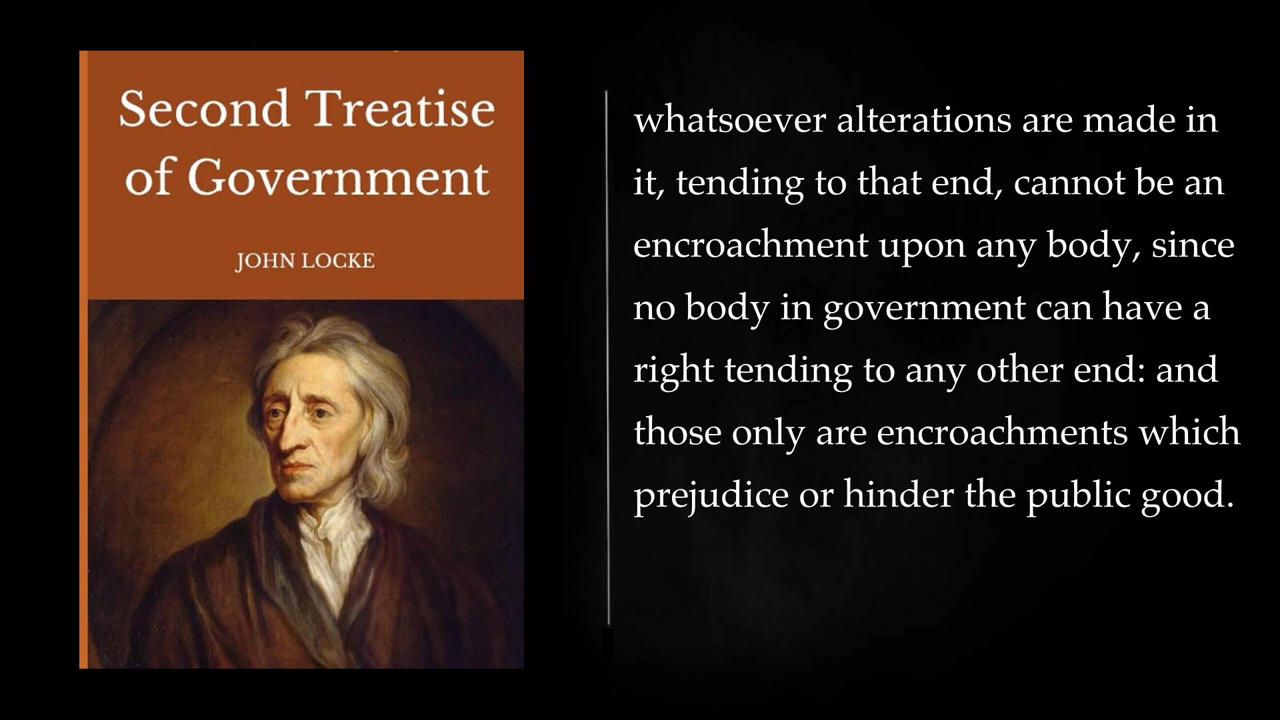 Second Treatise
of Government
JOHN LOCKE
whatsoever alterations are made in
it, tending to that end, cannot be an
encroachment upon any body, since
no body in government can have a
right tending to any other end: and
those only are encroachments which
prejudice or hinder the public good.